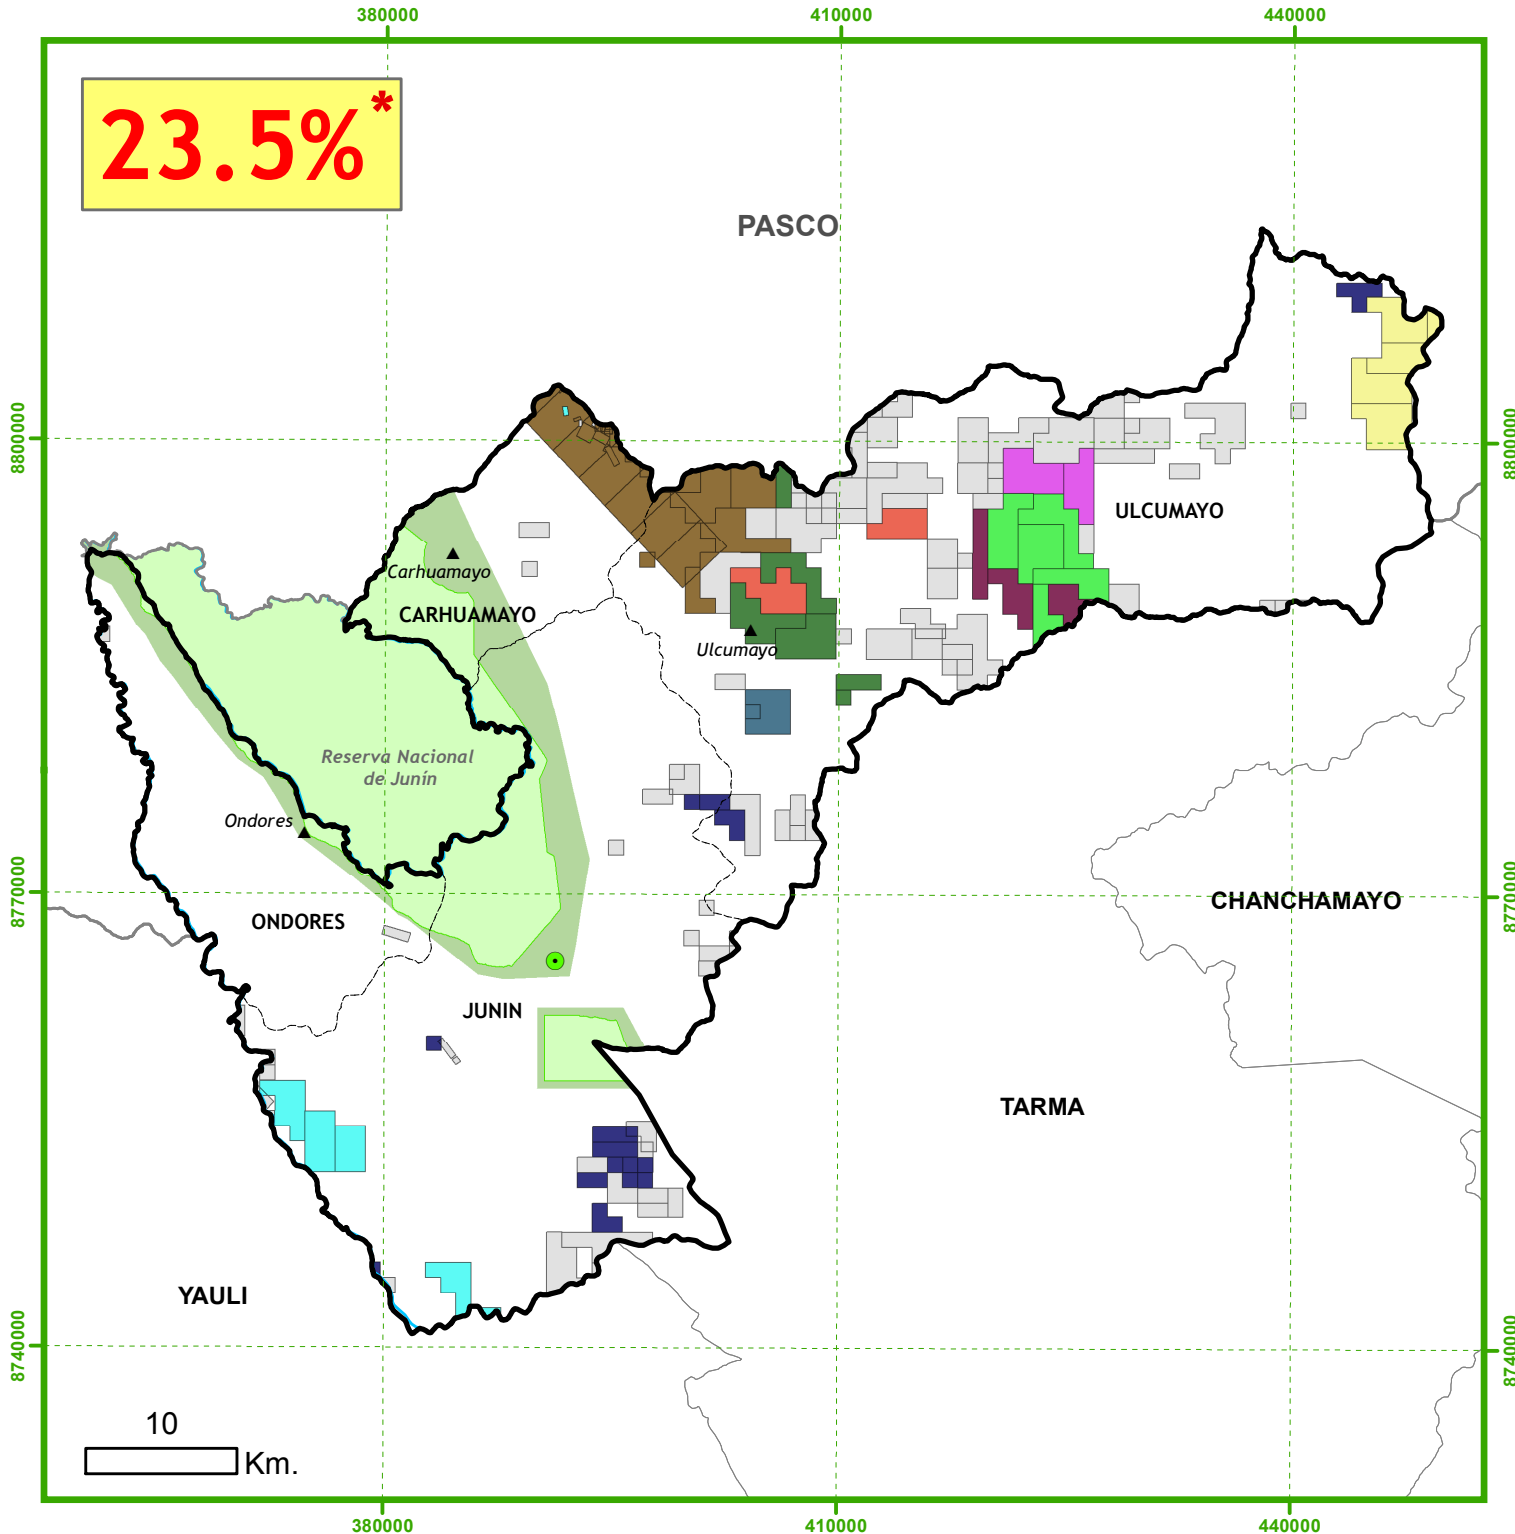 380000
410000
440000
23.5%*
PASCO
8800000
8800000
ULCUMAYO
Carhuamayo
CARHUAMAYO
Ulcumayo
Reserva Nacional
de Junín
Ondores
8770000
8770000
ONDORES
CHANCHAMAYO
JUNIN
TARMA
YAULI
8740000
8740000
10
Km.
380000
410000
440000